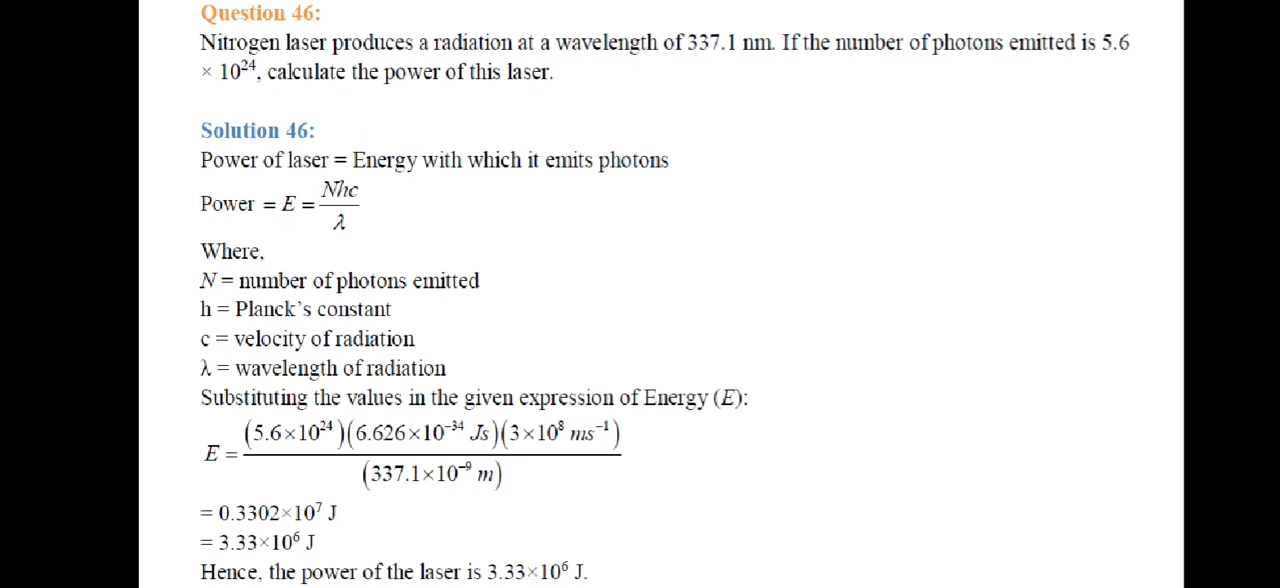 Question 46:
Nitrogen laser produces a radiation at a wavelength of 337.1 nm. If the number of photons emitted is 5.6
× 10²⁴, calculate the power of this laser.
Solution 46:
Power of laser = Energy with which it emits photons
Power = E = Nhc / λ
Where,
N = number of photons emitted
h = Planck’s constant
c = velocity of radiation
λ = wavelength of radiation
Substituting the values in the given expression of Energy (E):
E = (5.6×10²⁴)(6.626×10⁻³⁴ Js)(3×10⁸ ms⁻¹) / (337.1×10⁻⁹ m)
= 0.3302×10⁷ J
= 3.33×10⁶ J
Hence, the power of the laser is 3.33×10⁶ J.